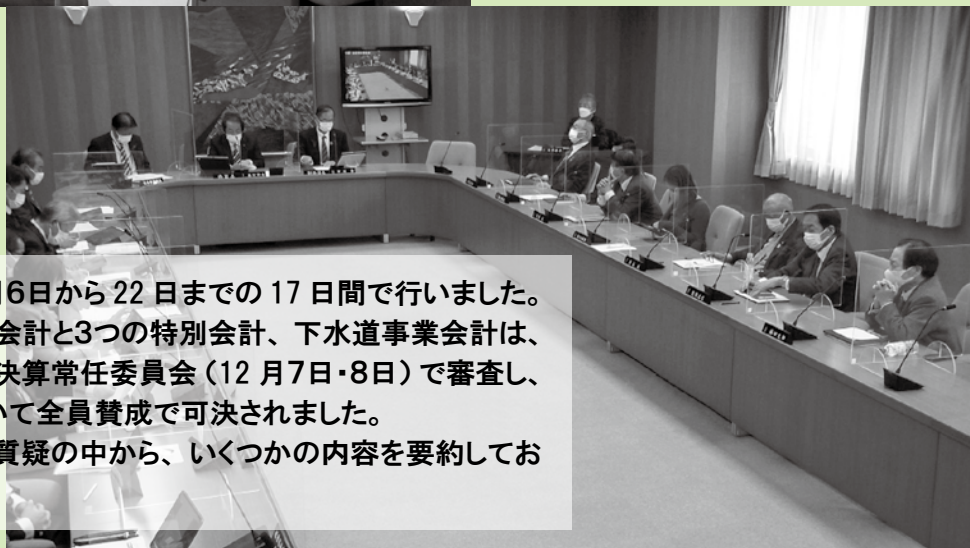 6日から22日までの17日間で行いました。
会計と3つの特別会計、下水道事業会計は、
決算常任委員会（12月7日・8日）で審査し、
いて全員賛成で可決されました。
質疑の中から、いくつかの内容を要約してお